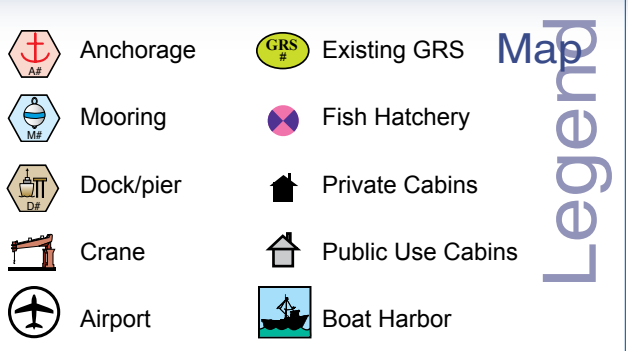 Map
Legend
A#
Anchorage
M#
Mooring
D#
Dock/pier
Crane
Airport
GRS
#
Existing GRS
Fish Hatchery
Private Cabins
Public Use Cabins
Boat Harbor